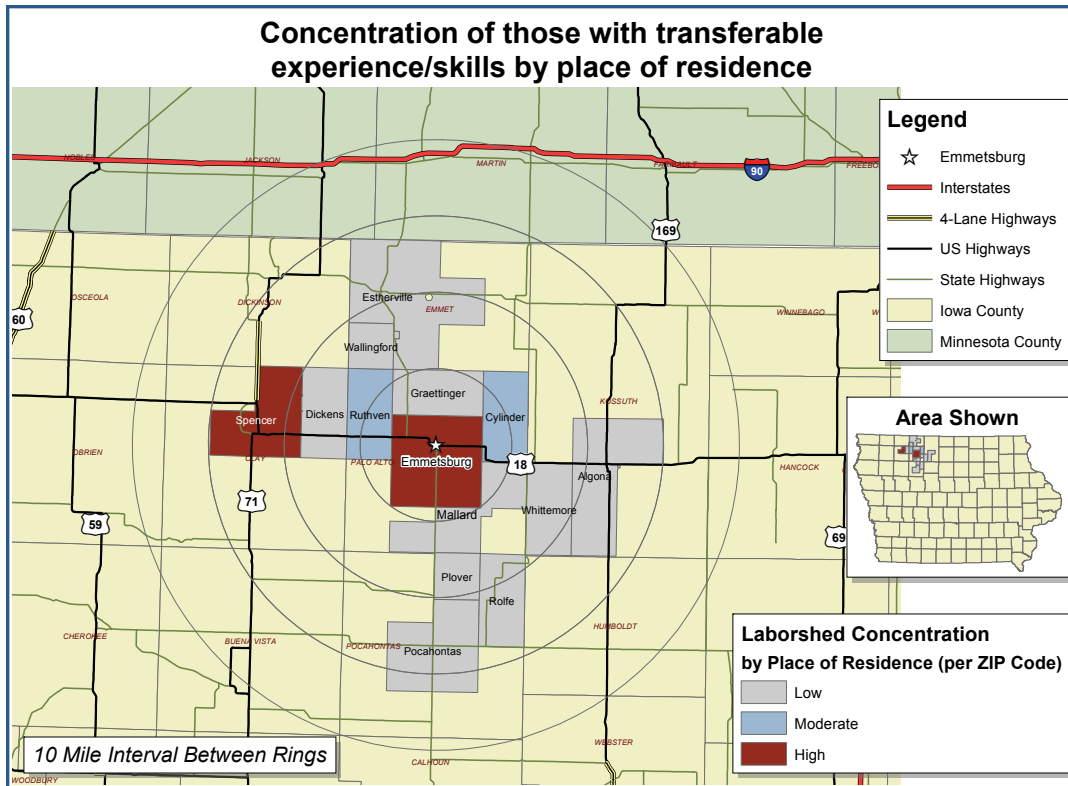 Concentration of those with transferable
experience/skills by place of residence
Legend
Emmetsburg
Interstates
4-Lane Highways
US Highways
State Highways
Iowa County
Minnesota County
NOBLES
JACKSON
MARTIN
FARIBAULT
FREEBO
90
169
OSCEOLA
DICKINSON
Estherville
EMMET
WINNEBAGO
W
60
Wallingford
Graettinger
KOSSUTH
Spencer
Dickens
Ruthven
Cylinder
OBRIEN
CLAY
PALO ALTO
Emmetsburg
18
HANCOCK
Algona
71
Mallard
Whittemore
59
69
Plover
Rolfe
CHEROKEE
BUENA VISTA
POCAHONTAS
HUMBOLDT
Pocahontas
WEBSTER
CALHOUN
WOODBURY
Area Shown
Laborshed Concentration
by Place of Residence (per ZIP Code)
Low
Moderate
High
10 Mile Interval Between Rings